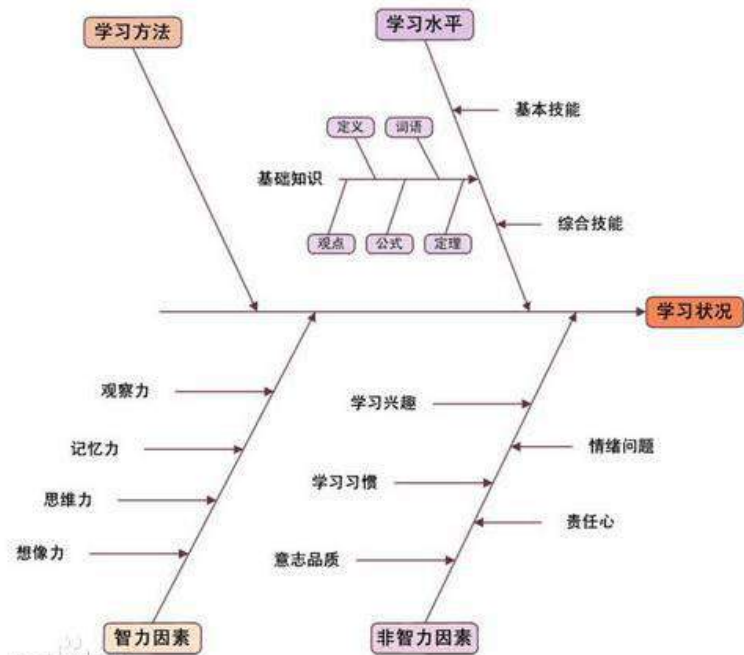 学习方法
学习水平
基本技能
定义
词语
基础知识
综合技能
观点
公式
定理
学习状况
观察力
学习兴趣
记忆力
情绪问题
学习习惯
思维力
责任心
想像力
意志品质
智力因素
非智力因素